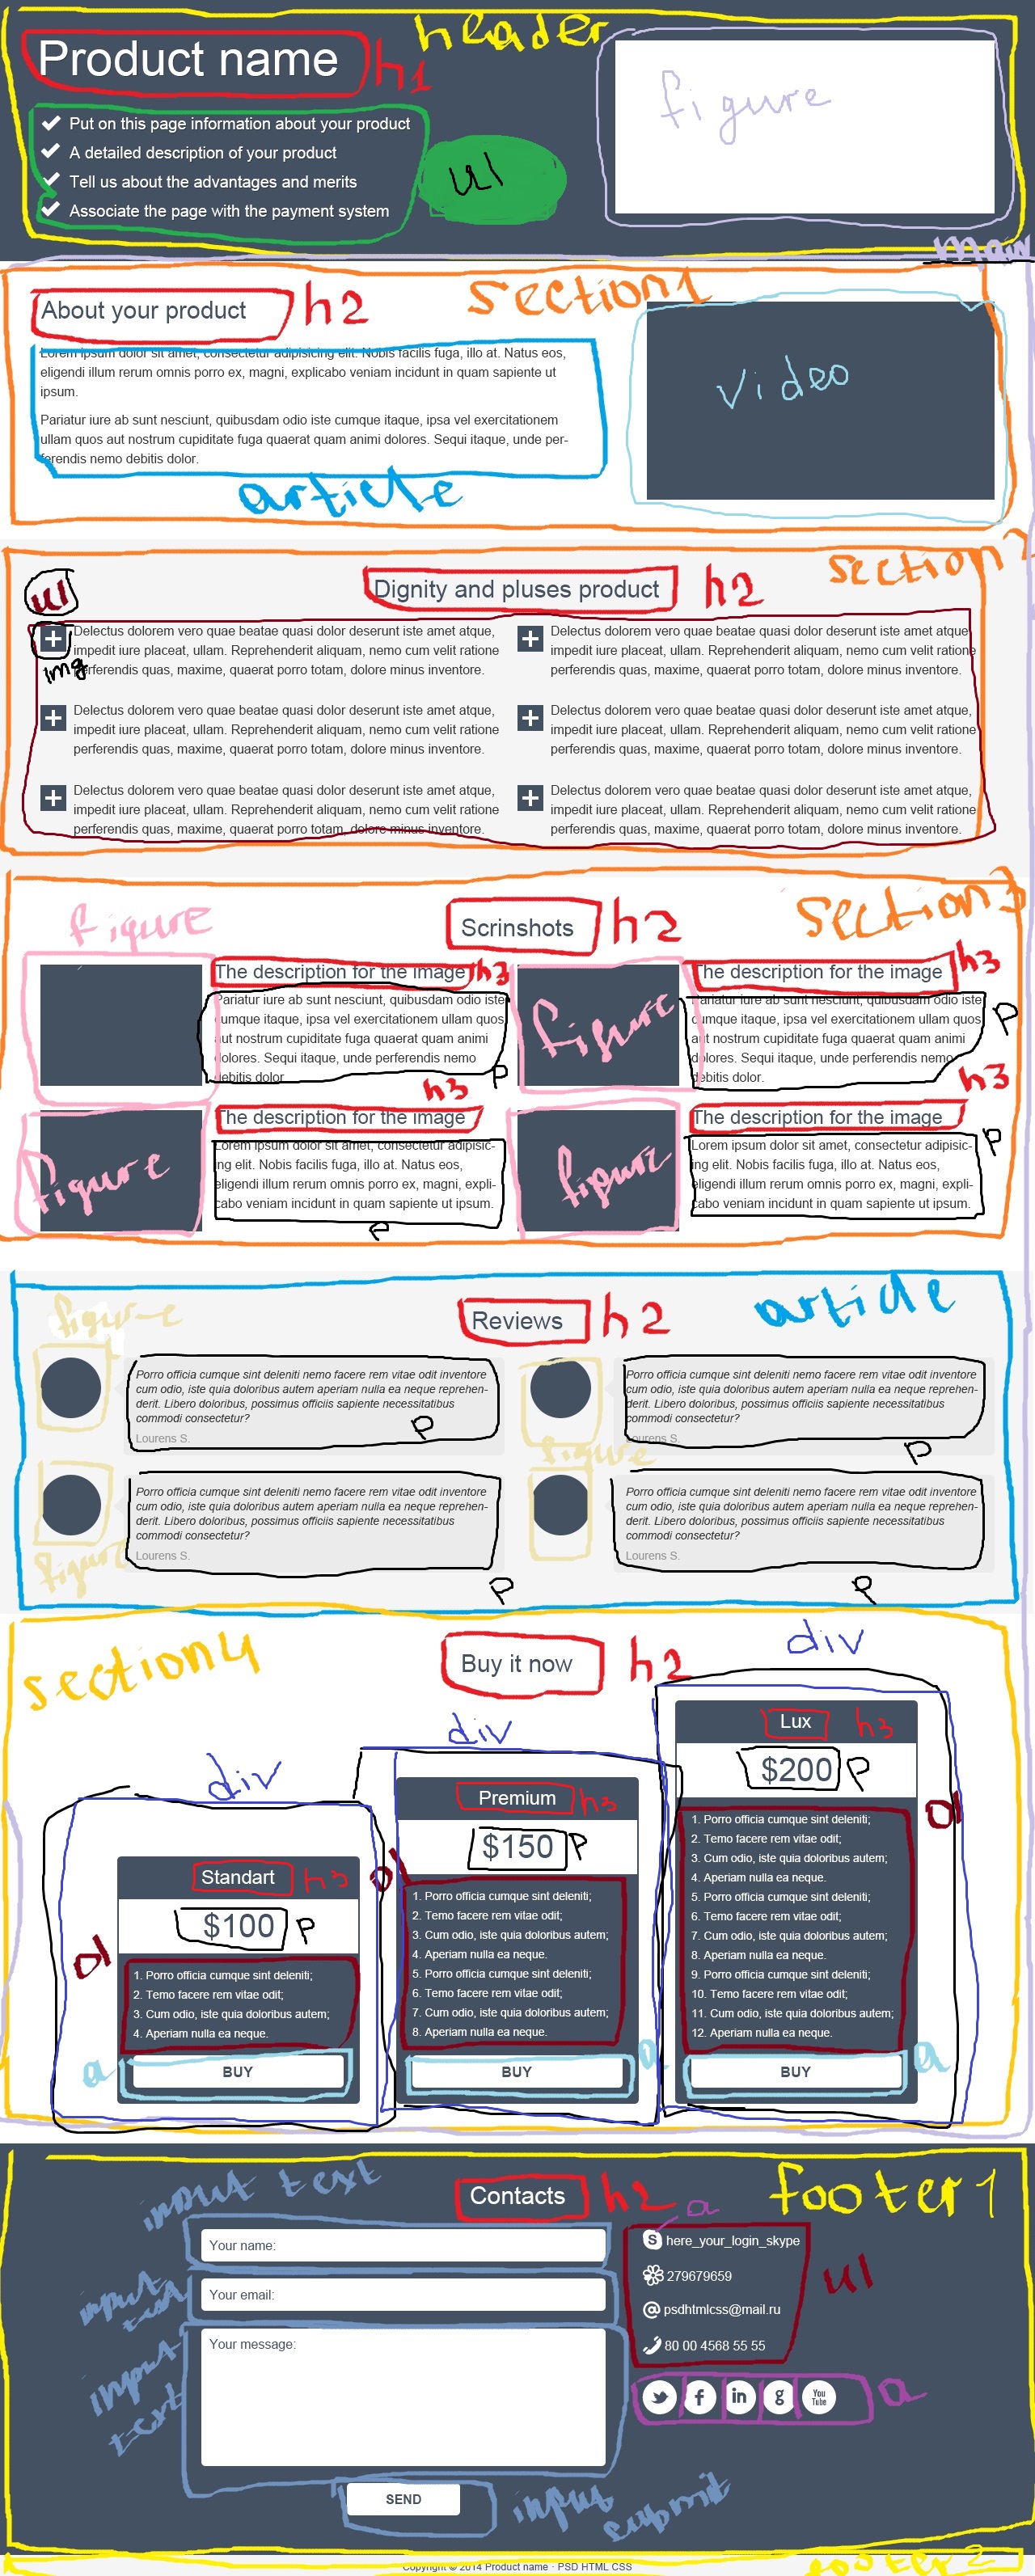 header
Product name h1
figure
Put on this page information about your product
A detailed description of your product
ul
Tell us about the advantages and merits
Associate the page with the payment system
main
section1
About your product h2
Lorem ipsum dolor sit amet, consectetur adipisicing elit. Nobis facilis fuga, illo at. Natus eos,
eligendi illum rerum omnis porro ex, magni, explicabo veniam incidunt in quam sapiente ut
ipsum.
Pariatur iure ab sunt nesciunt, quibusdam odio iste cumque itaque, ipsa vel exercitationem
ullam quos aut nostrum cupiditate fuga quaerat quam animi dolores. Sequi itaque, unde per-
ferendis nemo debitis dolor.
video
article
section
ul
Dignity and pluses product h2
img
Delectus dolorem vero quae beatae quasi dolor deserunt iste amet atque,
impedit iure placeat, ullam. Reprehenderit aliquam, nemo cum velit ratione
perferendis quas, maxime, quaerat porro totam, dolore minus inventore.
Delectus dolorem vero quae beatae quasi dolor deserunt iste amet atque,
impedit iure placeat, ullam. Reprehenderit aliquam, nemo cum velit ratione
perferendis quas, maxime, quaerat porro totam, dolore minus inventore.
Delectus dolorem vero quae beatae quasi dolor deserunt iste amet atque,
impedit iure placeat, ullam. Reprehenderit aliquam, nemo cum velit ratione
perferendis quas, maxime, quaerat porro totam, dolore minus inventore.
Delectus dolorem vero quae beatae quasi dolor deserunt iste amet atque,
impedit iure placeat, ullam. Reprehenderit aliquam, nemo cum velit ratione
perferendis quas, maxime, quaerat porro totam, dolore minus inventore.
Delectus dolorem vero quae beatae quasi dolor deserunt iste amet atque,
impedit iure placeat, ullam. Reprehenderit aliquam, nemo cum velit ratione
perferendis quas, maxime, quaerat porro totam, dolore minus inventore.
Delectus dolorem vero quae beatae quasi dolor deserunt iste amet atque,
impedit iure placeat, ullam. Reprehenderit aliquam, nemo cum velit ratione
perferendis quas, maxime, quaerat porro totam, dolore minus inventore.
section3
figure
Scrinshots h2
The description for the image h3
Pariatur iure ab sunt nesciunt, quibusdam odio iste
cumque itaque, ipsa vel exercitationem ullam quos
aut nostrum cupiditate fuga quaerat quam animi
dolores. Sequi itaque, unde perferendis nemo
debitis dolor.
P
figure
The description for the image h3
Pariatur iure ab sunt nesciunt, quibusdam odio iste
cumque itaque, ipsa vel exercitationem ullam quos
aut nostrum cupiditate fuga quaerat quam animi
dolores. Sequi itaque, unde perferendis nemo
debitis dolor.
P
figure
h3
The description for the image
Lorem ipsum dolor sit amet, consectetur adipisic-
ing elit. Nobis facilis fuga, illo at. Natus eos,
eligendi illum rerum omnis porro ex, magni, expli-
cabo veniam incidunt in quam sapiente ut ipsum.
P
figure
h3
The description for the image
Lorem ipsum dolor sit amet, consectetur adipisic-
ing elit. Nobis facilis fuga, illo at. Natus eos,
eligendi illum rerum omnis porro ex, magni, expli-
cabo veniam incidunt in quam sapiente ut ipsum.
P
article
figure
Reviews h2
Porro officia cumque sint deleniti nemo facere rem vitae odit inventore
cum odio, iste quia doloribus autem aperiam nulla ea neque reprehen-
derit. Libero doloribus, possimus officiis sapiente necessitatibus
commodi consectetur?
P
Lourens S.
Porro officia cumque sint deleniti nemo facere rem vitae odit inventore
cum odio, iste quia doloribus autem aperiam nulla ea neque reprehen-
derit. Libero doloribus, possimus officiis sapiente necessitatibus
commodi consectetur?
Lourens S.
P
figure
Porro officia cumque sint deleniti nemo facere rem vitae odit inventore
cum odio, iste quia doloribus autem aperiam nulla ea neque reprehen-
derit. Libero doloribus, possimus officiis sapiente necessitatibus
commodi consectetur?
Lourens S.
P
figure
Porro officia cumque sint deleniti nemo facere rem vitae odit inventore
cum odio, iste quia doloribus autem aperiam nulla ea neque reprehen-
derit. Libero doloribus, possimus officiis sapiente necessitatibus
commodi consectetur?
Lourens S.
P
section4
Buy it now h2
div
Standart h3
$100 P
ol
1. Porro officia cumque sint deleniti;
2. Temo facere rem vitae odit;
3. Cum odio, iste quia doloribus autem;
4. Aperiam nulla ea neque.
a
BUY
div
Premium h3
$150 P
ol
1. Porro officia cumque sint deleniti;
2. Temo facere rem vitae odit;
3. Cum odio, iste quia doloribus autem;
4. Aperiam nulla ea neque.
5. Porro officia cumque sint deleniti;
6. Temo facere rem vitae odit;
7. Cum odio, iste quia doloribus autem;
8. Aperiam nulla ea neque.
BUY
a
div
Lux h3
$200 P
ol
1. Porro officia cumque sint deleniti;
2. Temo facere rem vitae odit;
3. Cum odio, iste quia doloribus autem;
4. Aperiam nulla ea neque.
5. Porro officia cumque sint deleniti;
6. Temo facere rem vitae odit;
7. Cum odio, iste quia doloribus autem;
8. Aperiam nulla ea neque.
9. Porro officia cumque sint deleniti;
10. Temo facere rem vitae odit;
11. Cum odio, iste quia doloribus autem;
12. Aperiam nulla ea neque.
BUY
a
footer1
Contacts h2
input text
Your name:
input text
Your email:
input text
Your message:
SEND
input submit
a
here_your_login_skype
279679659
psdhtmlcss@mail.ru
80 00 4568 55 55
ul
f in g You Tube
a
footer2
Copyright © 2014 Product name · PSD HTML CSS